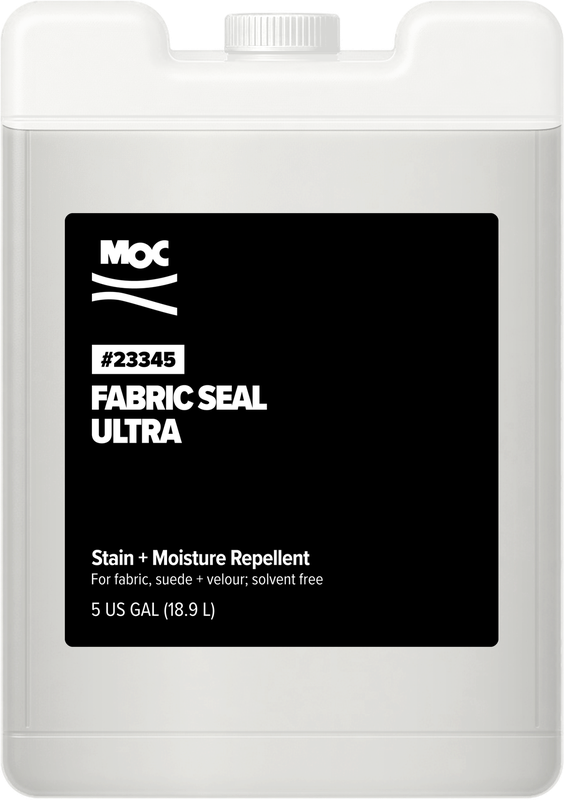 MOC
#23345
FABRIC SEAL
ULTRA
Stain + Moisture Repellent
For fabric, suede + velour; solvent free
5 US GAL (18.9 L)